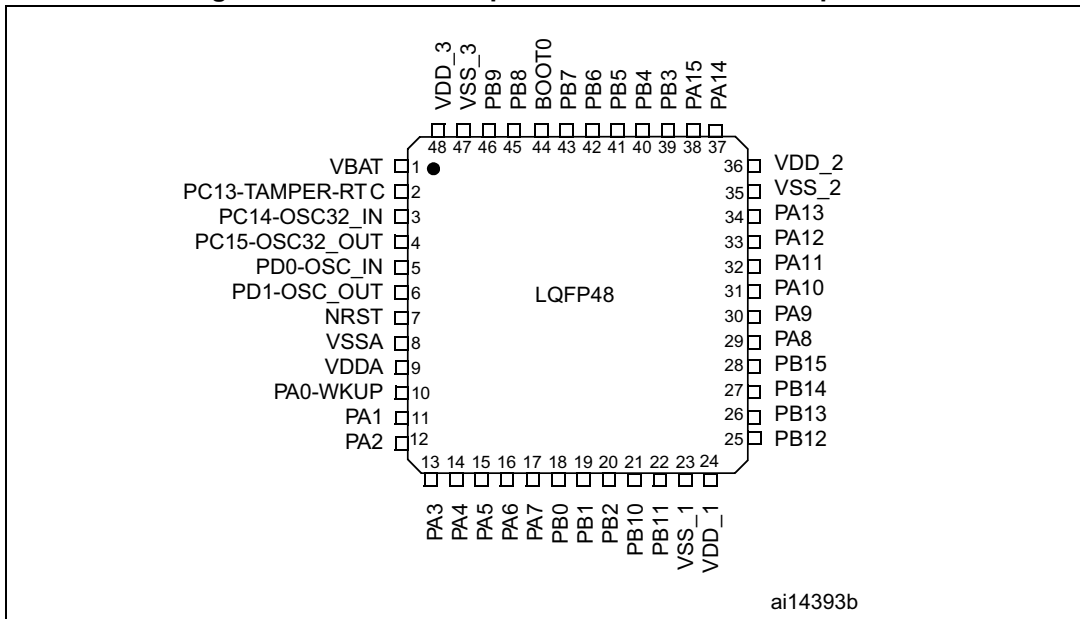 VDD_3
VSS_3
PB9
PB8
BOOT0
PB7
PB6
PB5
PB4
PB3
PA15
PA14
48 47 46 45 44 43 42 41 40 39 38 37
VBAT 1
PC13-TAMPER-RTC 2
PC14-OSC32_IN 3
PC15-OSC32_OUT 4
PD0-OSC_IN 5
PD1-OSC_OUT 6
NRST 7
VSSA 8
VDDA 9
PA0-WKUP 10
PA1 11
PA2 12
LQFP48
36 VDD_2
35 VSS_2
34 PA13
33 PA12
32 PA11
31 PA10
30 PA9
29 PA8
28 PB15
27 PB14
26 PB13
25 PB12
13 14 15 16 17 18 19 20 21 22 23 24
PA3
PA4
PA5
PA6
PA7
PB0
PB1
PB2
PB10
PB11
VSS_1
VDD_1
ai14393b